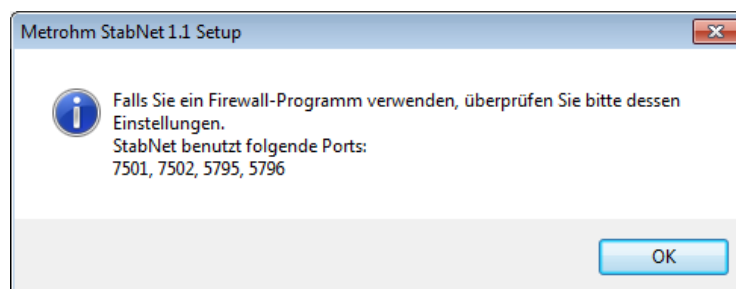 Metrohm StabNet 1.1 Setup
Falls Sie ein Firewall-Programm verwenden, überprüfen Sie bitte dessen
Einstellungen.
StabNet benutzt folgende Ports:
7501, 7502, 5795, 5796
OK